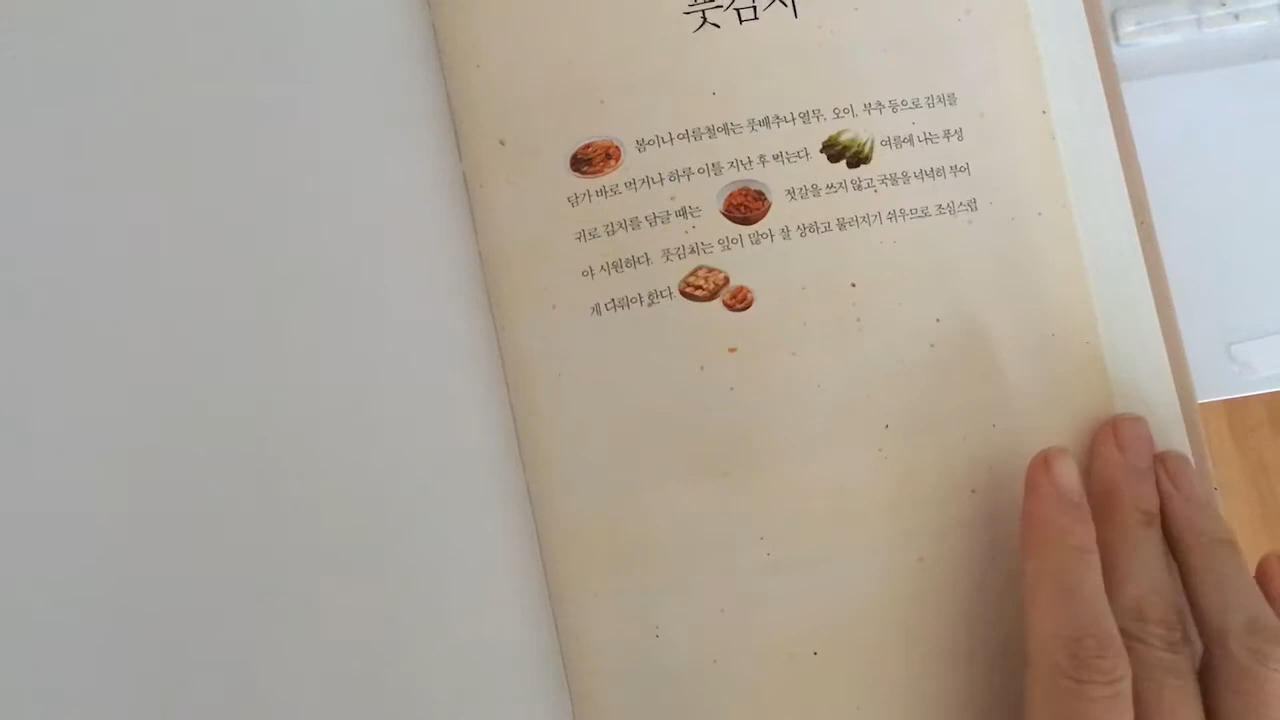 풋김치
봄이나 여름철에는 풋배추나 열무, 오이, 부추 등으로 김치를
담가 바로 먹거나 하루 이틀 지난 후 먹는다. 여름에 나는 푸성
귀로 김치를 담글 때는 젓갈을 쓰지 않고 국물을 넉넉히 부어
야 시원하다. 풋김치는 잎이 많아 잘 상하고 물러지기 쉬우므로 조심스럽
게 다뤄야 한다.